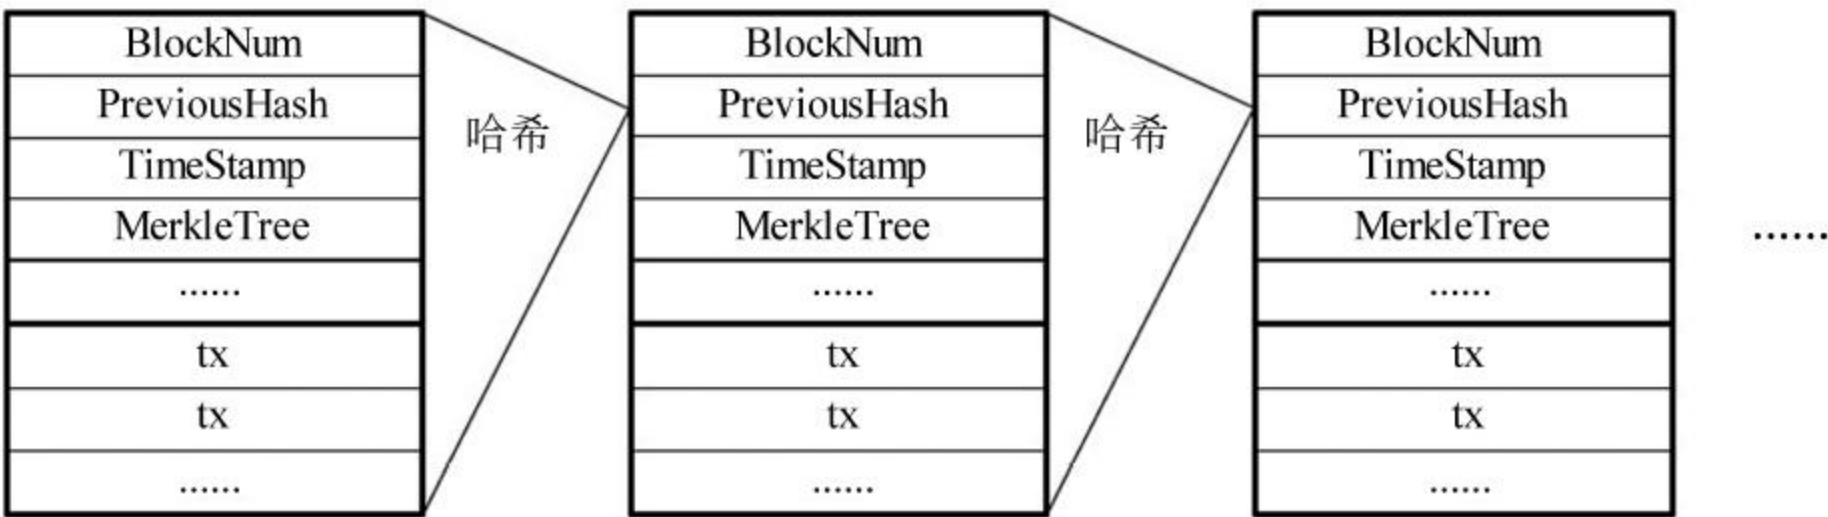 BlockNum
PreviousHash
TimeStamp
MerkleTree
......
tx
tx
......
哈希
BlockNum
PreviousHash
TimeStamp
MerkleTree
......
tx
tx
......
哈希
BlockNum
PreviousHash
TimeStamp
MerkleTree
......
tx
tx
......
......